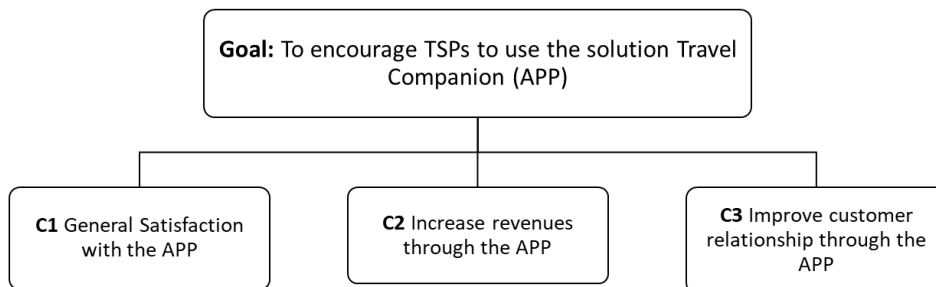 Goal: To encourage TSPs to use the solution Travel
Companion (APP)
C1 General Satisfaction
with the APP
C2 Increase revenues
through the APP
C3 Improve customer
relationship through the
APP